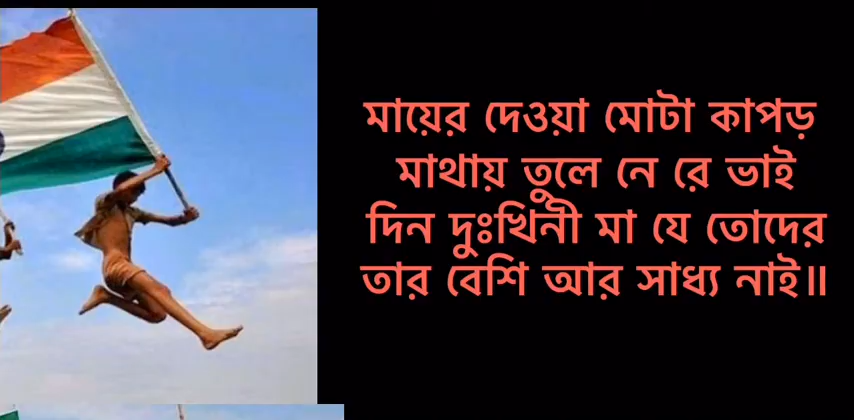 মায়ের দেওয়া মোটা কাপড়
মাথায় তুলে নে রে ভাই
দিন দুঃখিনী মা যে তোদের
তার বেশি আর সাধ্য নাই॥